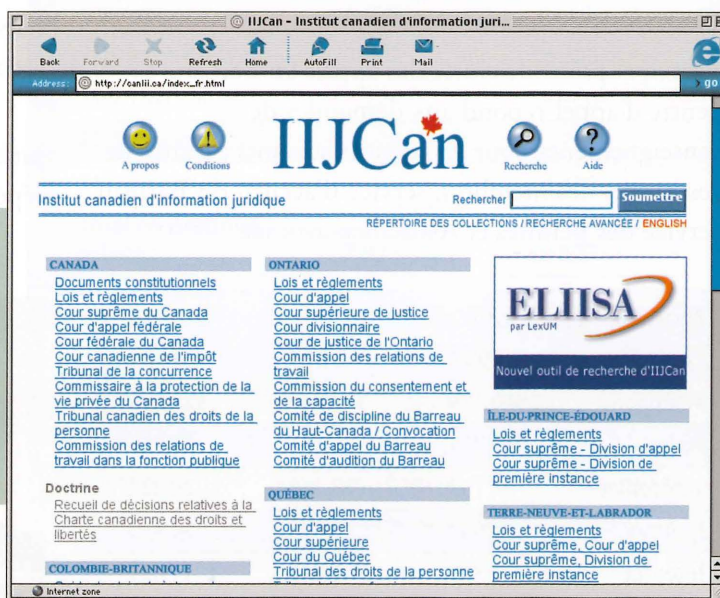 IIJCan – Institut canadien d'information juri...
Back Forward Stop Refresh Home AutoFill Print Mail
Address: http://canlii.ca/index_fr.html go
A propos Conditions IIJCan Recherche Aide
Institut canadien d'information juridique Rechercher Soumettre
RÉPERTOIRE DES COLLECTIONS / RECHERCHE AVANCÉE / ENGLISH
CANADA
Documents constitutionnels
Lois et règlements
Cour suprême du Canada
Cour d'appel fédérale
Cour fédérale du Canada
Cour canadienne de l'impôt
Tribunal de la concurrence
Commissaire à la protection de la
vie privée du Canada
Tribunal canadien des droits de la
personne
Commission des relations de
travail dans la fonction publique
Doctrine
Recueil de décisions relatives à la
Charte canadienne des droits et
libertés
COLOMBIE-BRITANNIQUE
ONTARIO
Lois et règlements
Cour d'appel
Cour supérieure de justice
Cour divisionnaire
Cour de justice de l'Ontario
Commission des relations de
travail
Commission du consentement et
de la capacité
Comité de discipline du Barreau
du Haut-Canada / Convocation
Comité d'appel du Barreau
Comité d'audition du Barreau
QUÉBEC
Lois et règlements
Cour d'appel
Cour supérieure
Cour du Québec
Tribunal des droits de la personne
ELIISA
par LexUM
Nouvel outil de recherche d'IIJCan
ÎLE-DU-PRINCE-ÉDOUARD
Lois et règlements
Cour suprême - Division d'appel
Cour suprême - Division de
première instance
TERRE-NEUVE-ET-LABRADOR
Lois et règlements
Cour suprême, Cour d'appel
Cour suprême, Division de
première instance
Internet zone